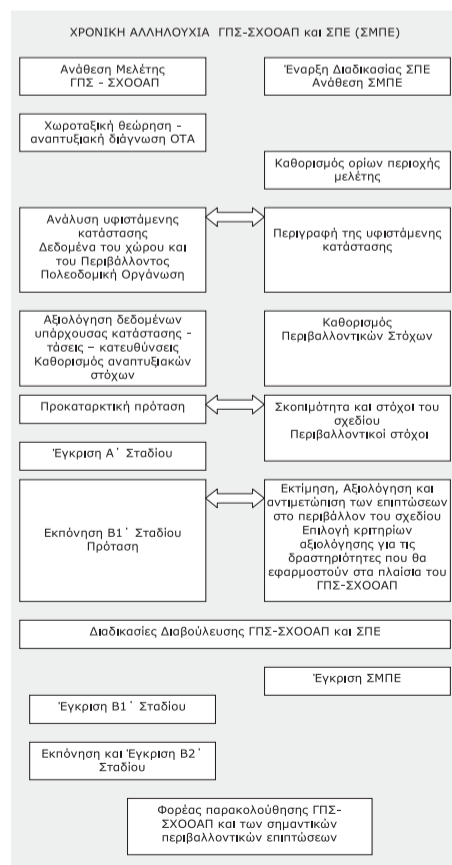 ΧΡΟΝΙΚΗ ΑΛΛΗΛΟΥΧΙΑ ΓΠΣ-ΣΧΟΟΑΠ και ΣΠΕ (ΣΜΠΕ)
Ανάθεση Μελέτης
ΓΠΣ - ΣΧΟΟΑΠ
Έναρξη Διαδικασίας ΣΠΕ
Ανάθεση ΣΜΠΕ
Χωροταξική θεώρηση -
αναπτυξιακή διάγνωση ΟΤΑ
Καθορισμός ορίων περιοχής
μελέτης
Ανάλυση υφιστάμενης
κατάστασης
Δεδομένα του χώρου και
του Περιβάλλοντος
Πολεοδομική Οργάνωση
Περιγραφή της υφιστάμενης
κατάστασης
Αξιολόγηση δεδομένων
υπάρχουσας κατάστασης -
τάσεις – κατευθύνσεις
Καθορισμός αναπτυξιακών
στόχων
Καθορισμός
Περιβαλλοντικών Στόχων
Προκαταρκτική πρόταση
Σκοπιμότητα και στόχοι του
σχεδίου
Περιβαλλοντικοί στόχοι
Έγκριση Α΄ Σταδίου
Εκπόνηση Β1΄ Σταδίου
Πρόταση
Εκτίμηση, Αξιολόγηση και
αντιμετώπιση των επιπτώσεων
στο περιβάλλον του σχεδίου
Επιλογή κριτηρίων
αξιολόγησης για τις
δραστηριότητες που θα
εφαρμοστούν στα πλαίσια του
ΓΠΣ-ΣΧΟΟΑΠ
Διαδικασίες Διαβούλευσης ΓΠΣ-ΣΧΟΟΑΠ και ΣΠΕ
Έγκριση ΣΜΠΕ
Έγκριση Β1΄ Σταδίου
Εκπόνηση και Έγκριση Β2΄
Σταδίου
Φορέας παρακολούθησης ΓΠΣ-
ΣΧΟΟΑΠ και των σημαντικών
περιβαλλοντικών επιπτώσεων